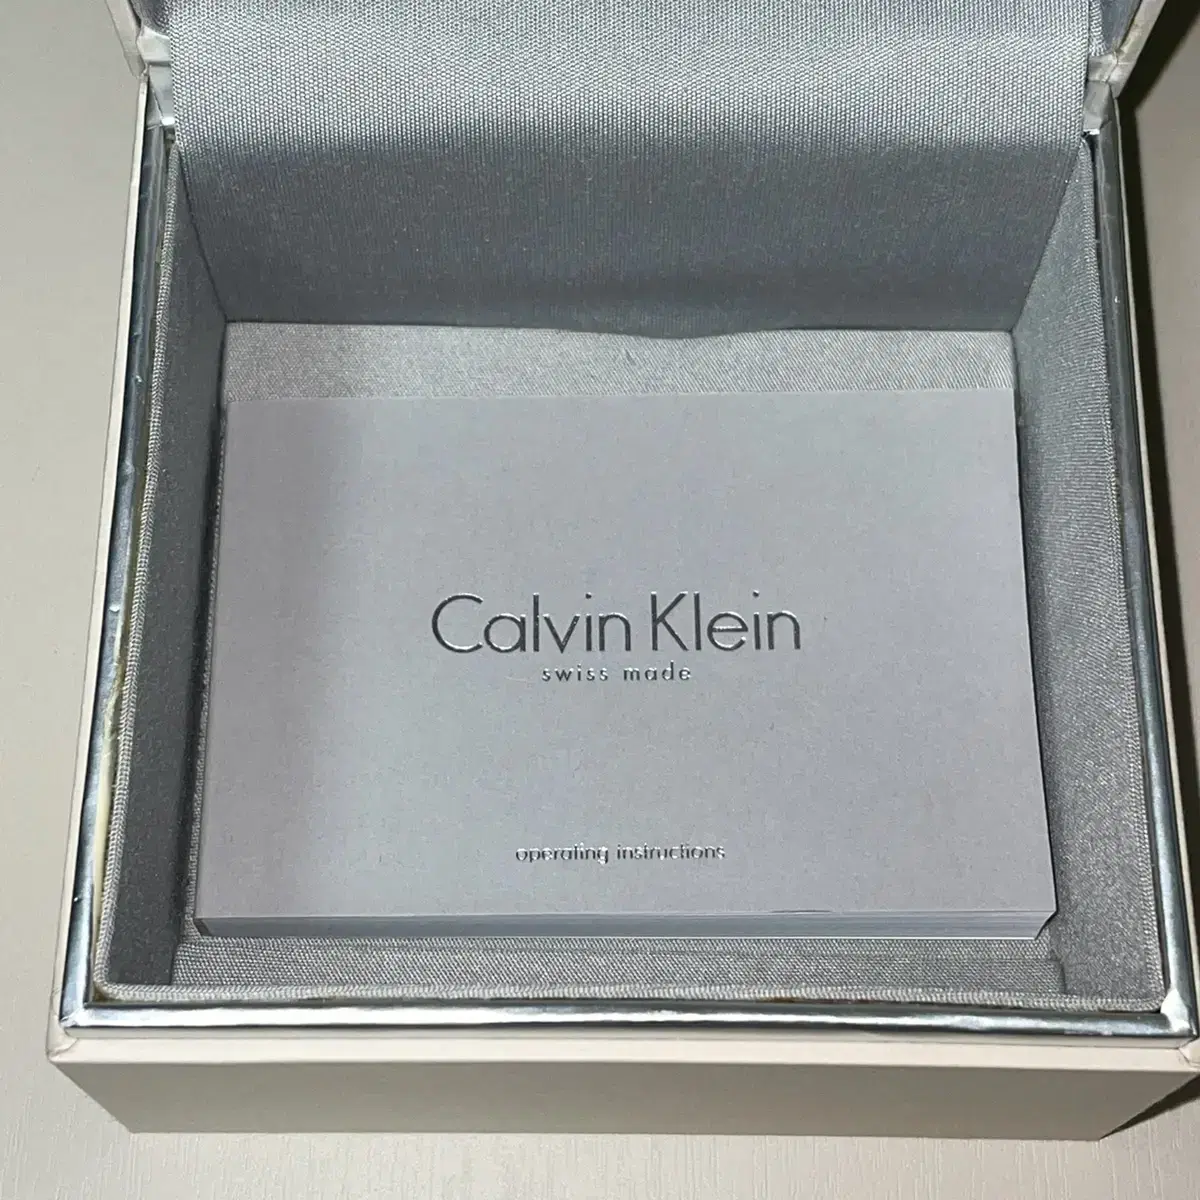 Calvin Klein
swiss made
operating instructions